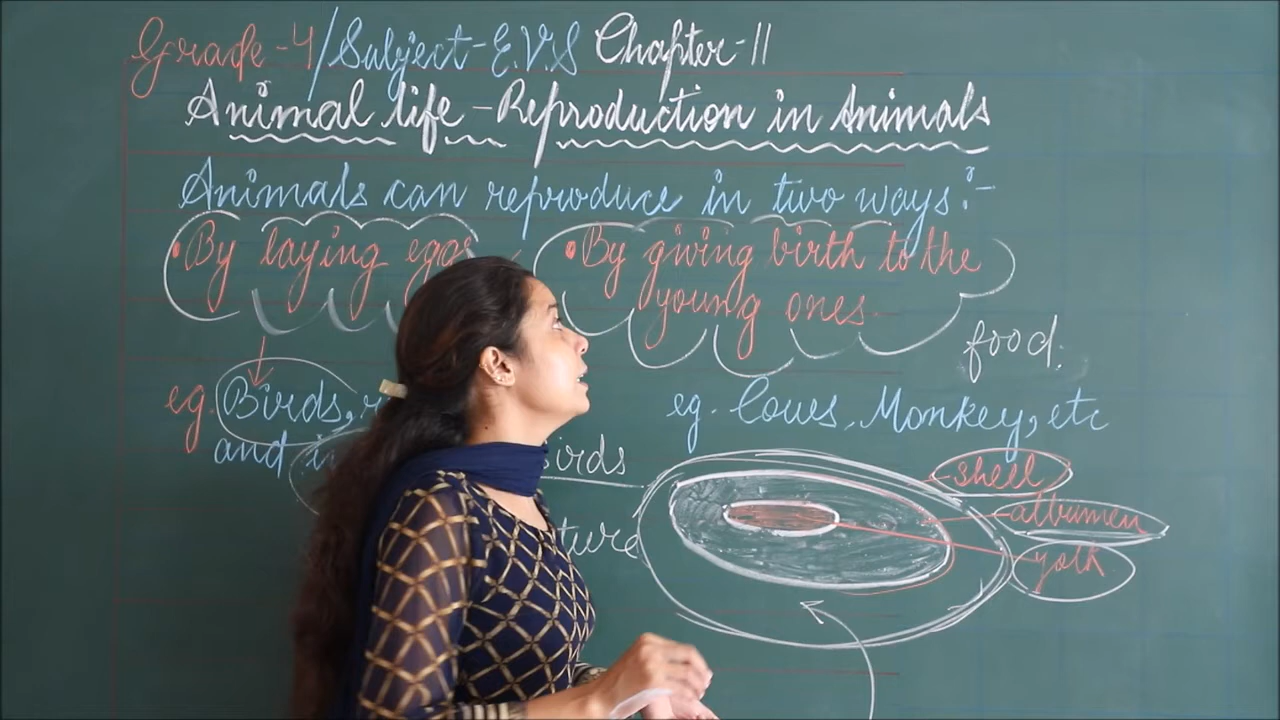 Grade-4/Subject-E.V.S Chapter-11
Animal life-Reproduction in Animals
Animals can reproduce in two ways:-
• By laying eggs
• By giving birth to the
young ones.
food.
eg. Birds,
and
eg. Cows, Monkey, etc
shell
albumen
yolk